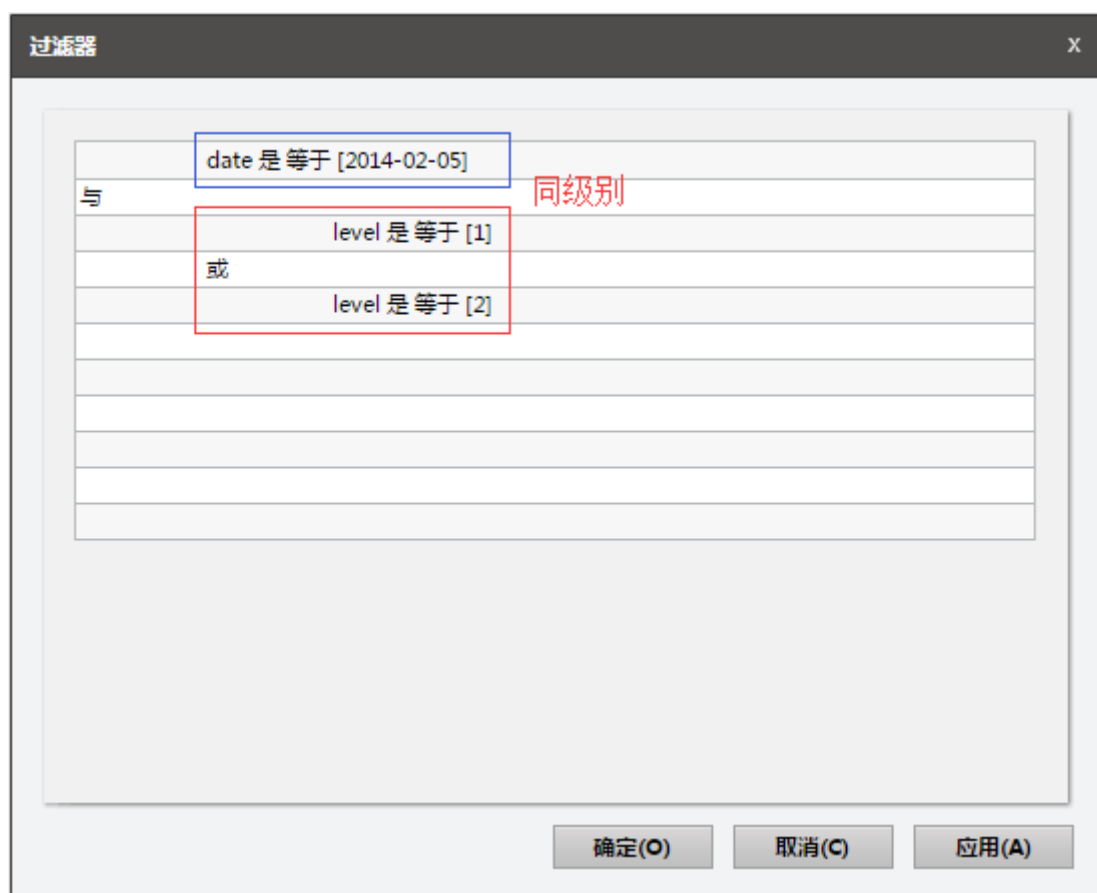 过滤器 x
date 是 等于 [2014-02-05]
与
同级别
level 是 等于 [1]
或
level 是 等于 [2]
确定(O) 取消(C) 应用(A)